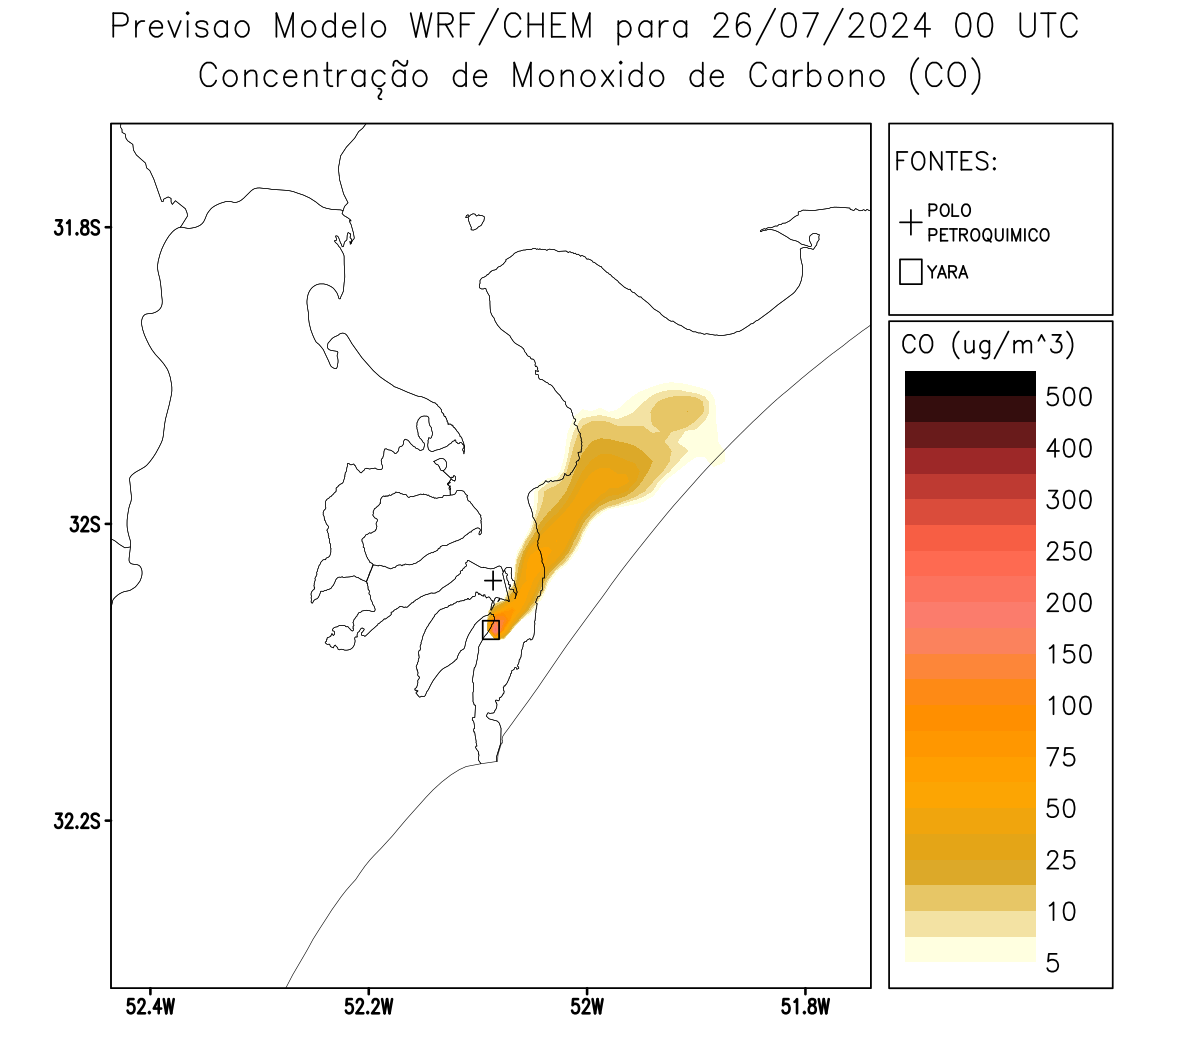 Previsao Modelo WRF/CHEM para 26/07/2024 00 UTC
Concentração de Monoxido de Carbono (CO)
FONTES:
POLO
PETROQUIMICO
YARA
CO (ug/m^3)
500
400
300
250
200
150
100
75
50
25
10
5
31.8S
32S
32.2S
52.4W
52.2W
52W
51.8W